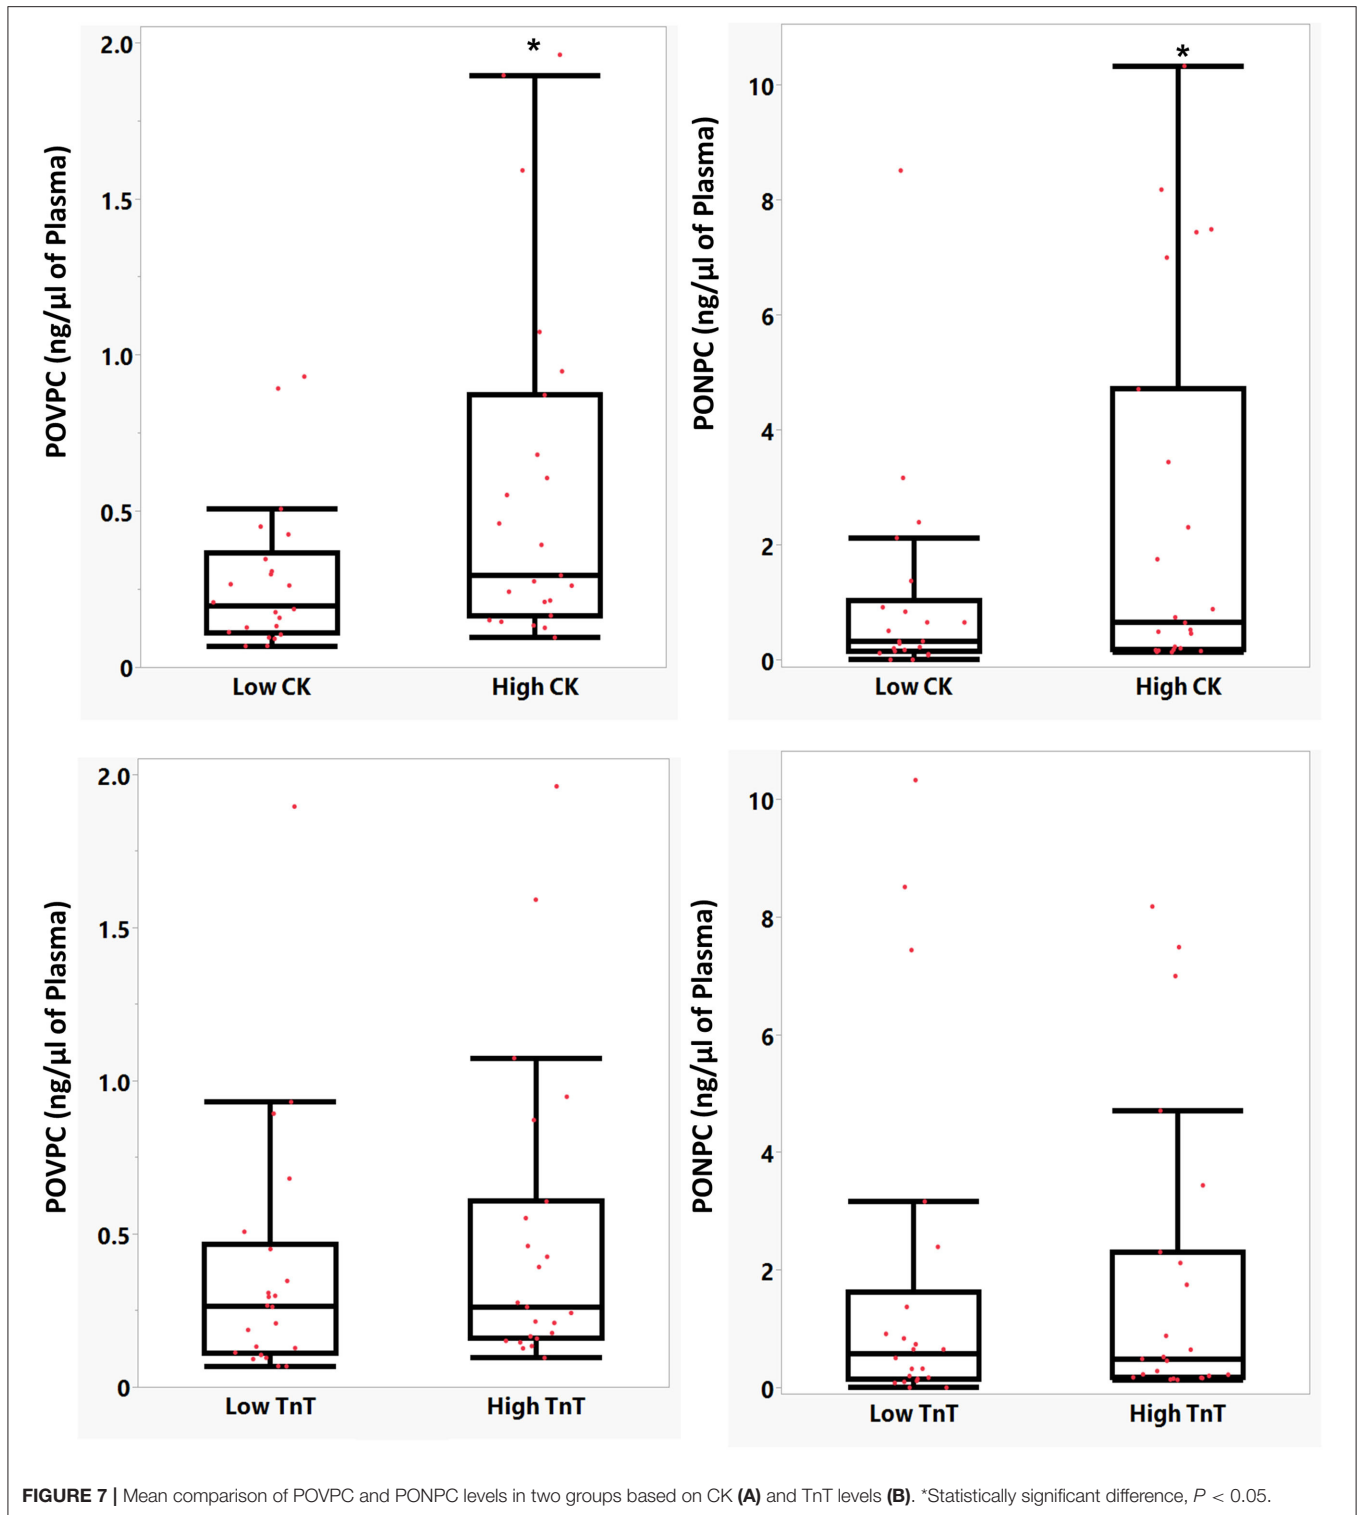 *
2.0
1.5
1.0
0.5
0
POVPC (ng/µl of Plasma)
Low CK
High CK
*
10
8
6
4
2
0
PONPC (ng/µl of Plasma)
Low CK
High CK
2.0
1.5
1.0
0.5
0
POVPC (ng/µl of Plasma)
Low TnT
High TnT
10
8
6
4
2
0
PONPC (ng/µl of Plasma)
Low TnT
High TnT
FIGURE 7 | Mean comparison of POVPC and PONPC levels in two groups based on CK (A) and TnT levels (B). *Statistically significant difference, P < 0.05.